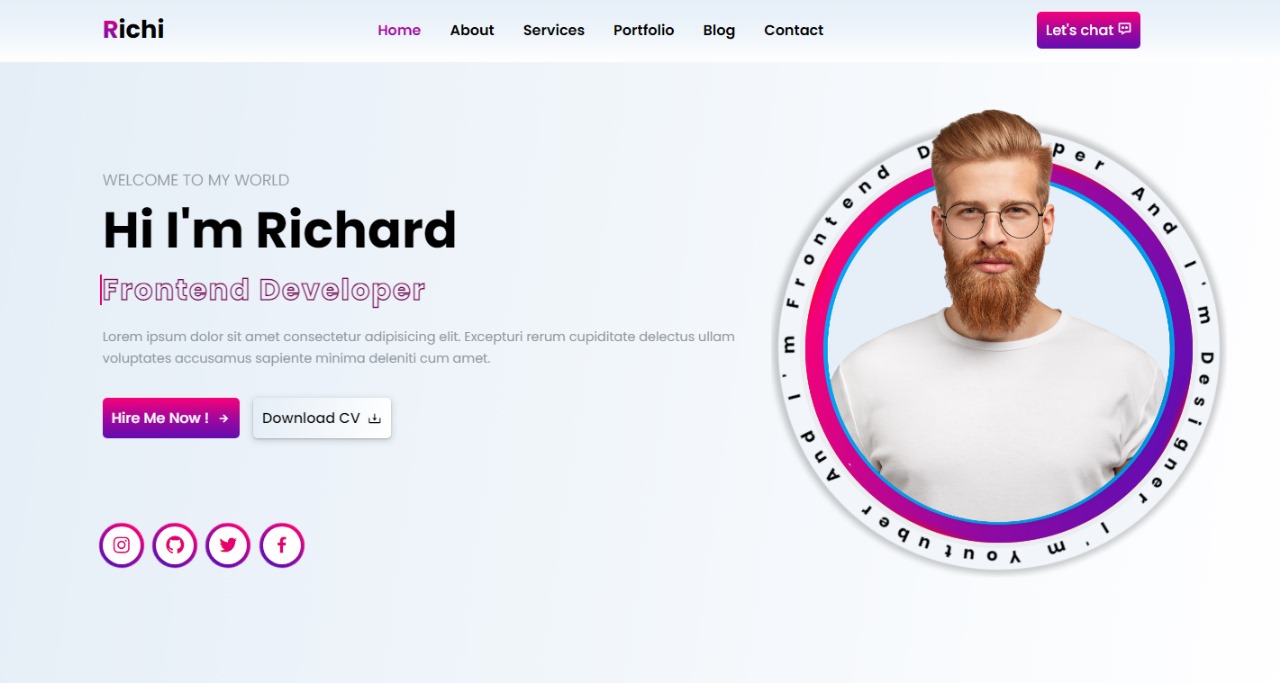 Richi
Home About Services Portfolio Blog Contact
Let's chat
WELCOME TO MY WORLD
Hi I'm Richard
Frontend Developer
Lorem ipsum dolor sit amet consectetur adipisicing elit. Excepturi rerum cupiditate delectus ullam
voluptates accusamus sapiente minima deleniti cum amet.
Hire Me Now !
Download CV
I'm Frontend D per And I'm Designer I'm Youtuber And